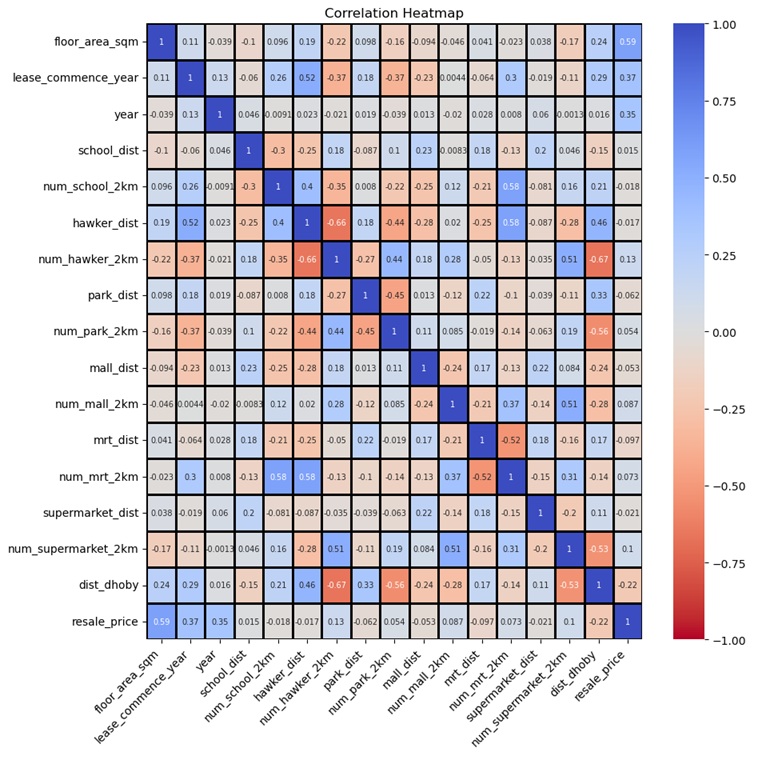 Correlation Heatmap
floor_area_sqm 1 0.11 -0.039 -0.1 0.096 0.19 -0.22 0.098 -0.16 -0.094 -0.046 0.041 -0.023 0.038 -0.17 0.24 0.59
lease_commence_year 0.11 1 0.13 -0.06 0.26 0.52 -0.37 0.18 -0.37 -0.23 0.0044 -0.064 0.3 -0.019 -0.11 0.29 0.37
year -0.039 0.13 1 0.046 -0.0091 0.023 -0.021 0.019 -0.039 0.013 -0.02 0.028 0.008 0.06 -0.0013 0.016 0.35
school_dist -0.1 -0.06 0.046 1 -0.3 -0.25 0.18 -0.087 0.1 0.23 -0.0083 0.18 -0.13 0.2 0.046 -0.15 0.015
num_school_2km 0.096 0.26 -0.0091 -0.3 1 0.4 -0.35 0.008 -0.22 -0.25 0.12 -0.21 0.58 -0.081 0.16 0.21 -0.018
hawker_dist 0.19 0.52 0.023 -0.25 0.4 1 -0.66 0.18 -0.44 -0.28 0.02 -0.25 0.58 -0.087 -0.28 0.46 -0.017
num_hawker_2km -0.22 -0.37 -0.021 0.18 -0.35 -0.66 1 -0.27 0.44 0.18 0.28 -0.05 -0.13 -0.035 0.51 -0.67 0.13
park_dist 0.098 0.18 0.019 -0.087 0.008 0.18 -0.27 1 -0.45 0.013 -0.12 0.22 -0.1 -0.039 -0.11 0.33 -0.062
num_park_2km -0.16 -0.37 -0.039 0.1 -0.22 -0.44 0.44 -0.45 1 0.11 0.085 -0.019 -0.14 -0.063 0.19 -0.56 0.054
mall_dist -0.094 -0.23 0.013 0.23 -0.25 -0.28 0.18 0.013 0.11 1 -0.24 0.17 -0.13 0.22 0.084 -0.24 -0.053
num_mall_2km -0.046 0.0044 -0.02 -0.0083 0.12 0.02 0.28 -0.12 0.085 -0.24 1 -0.21 0.37 -0.14 0.51 -0.28 0.087
mrt_dist 0.041 -0.064 0.028 0.18 -0.21 -0.25 -0.05 0.22 -0.019 0.17 -0.21 1 -0.52 0.18 -0.16 0.17 -0.097
num_mrt_2km -0.023 0.3 0.008 -0.13 0.58 0.58 -0.13 -0.1 -0.14 -0.13 0.37 -0.52 1 -0.15 0.31 -0.14 0.073
supermarket_dist 0.038 -0.019 0.06 0.2 -0.081 -0.087 -0.035 -0.039 -0.063 0.22 -0.14 0.18 -0.15 1 -0.2 0.11 -0.021
num_supermarket_2km -0.17 -0.11 -0.0013 0.046 0.16 -0.28 0.51 -0.11 0.19 0.084 0.51 -0.16 0.31 -0.2 1 -0.53 0.1
dist_dhoby 0.24 0.29 0.016 -0.15 0.21 0.46 -0.67 0.33 -0.56 -0.24 -0.28 0.17 -0.14 0.11 -0.53 1 -0.22
resale_price 0.59 0.37 0.35 0.015 -0.018 -0.017 0.13 -0.062 0.054 -0.053 0.087 -0.097 0.073 -0.021 0.1 -0.22 1
floor_area_sqm
lease_commence_year
year
school_dist
num_school_2km
hawker_dist
num_hawker_2km
park_dist
num_park_2km
mall_dist
num_mall_2km
mrt_dist
num_mrt_2km
supermarket_dist
num_supermarket_2km
dist_dhoby
resale_price
1.00
0.75
0.50
0.25
0.00
−0.25
−0.50
−0.75
−1.00